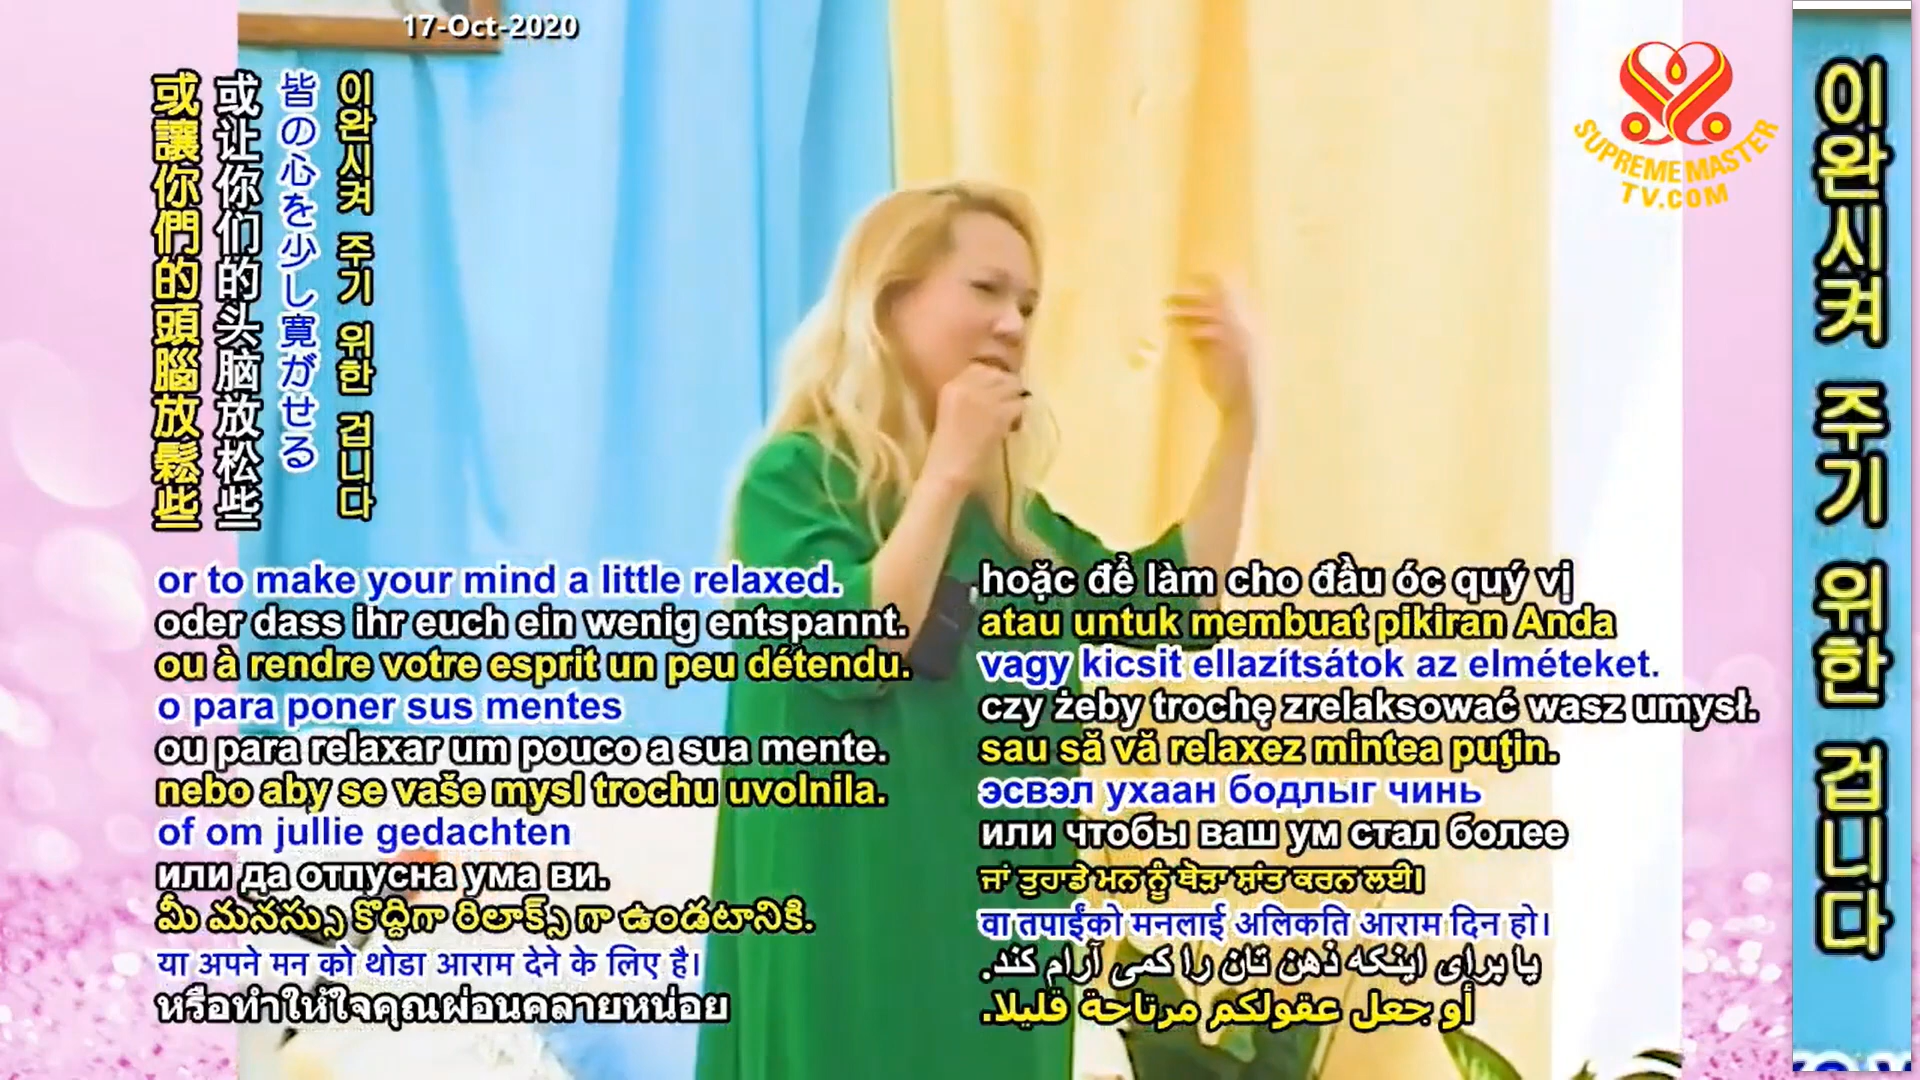 17-Oct-2020
SUPREME MASTER
TV.COM
이완시켜 주기 위한 겁니다
皆の心を少し寛がせる
或让你们的头脑放松些
或讓你們的頭腦放鬆些
or to make your mind a little relaxed.
oder dass ihr euch ein wenig entspannt.
ou à rendre votre esprit un peu détendu.
o para poner sus mentes
ou para relaxar um pouco a sua mente.
nebo aby se vaše mysl trochu uvolnila.
of om jullie gedachten
или да отпусна ума ви.
మీ మనస్సు కొద్దిగా రిలాక్స్ గా ఉండటానికి.
या अपने मन को थोडा आराम देने के लिए है।
หรือทำให้ใจคุณผ่อนคลายหน่อย
hoặc để làm cho đầu óc quý vị
atau untuk membuat pikiran Anda
vagy kicsit ellazítsátok az elméteket.
czy żeby trochę zrelaksować wasz umysł.
sau să vă relaxez mintea puţin.
эсвэл ухаан бодлыг чинь
или чтобы ваш ум стал более
ਜਾਂ ਤੁਹਾਡੇ ਮਨ ਨੂੰ ਥੋੜਾ ਸ਼ਾਂਤ ਕਰਨ ਲਈ।
वा तपाईंको मनलाई अलिकति आराम दिन हो।
یا برای اینکه ذهن تان را کمی آرام کند.
أو جعل عقولكم مرتاحة قليلا.
이완시켜 주기 위한 겁니다